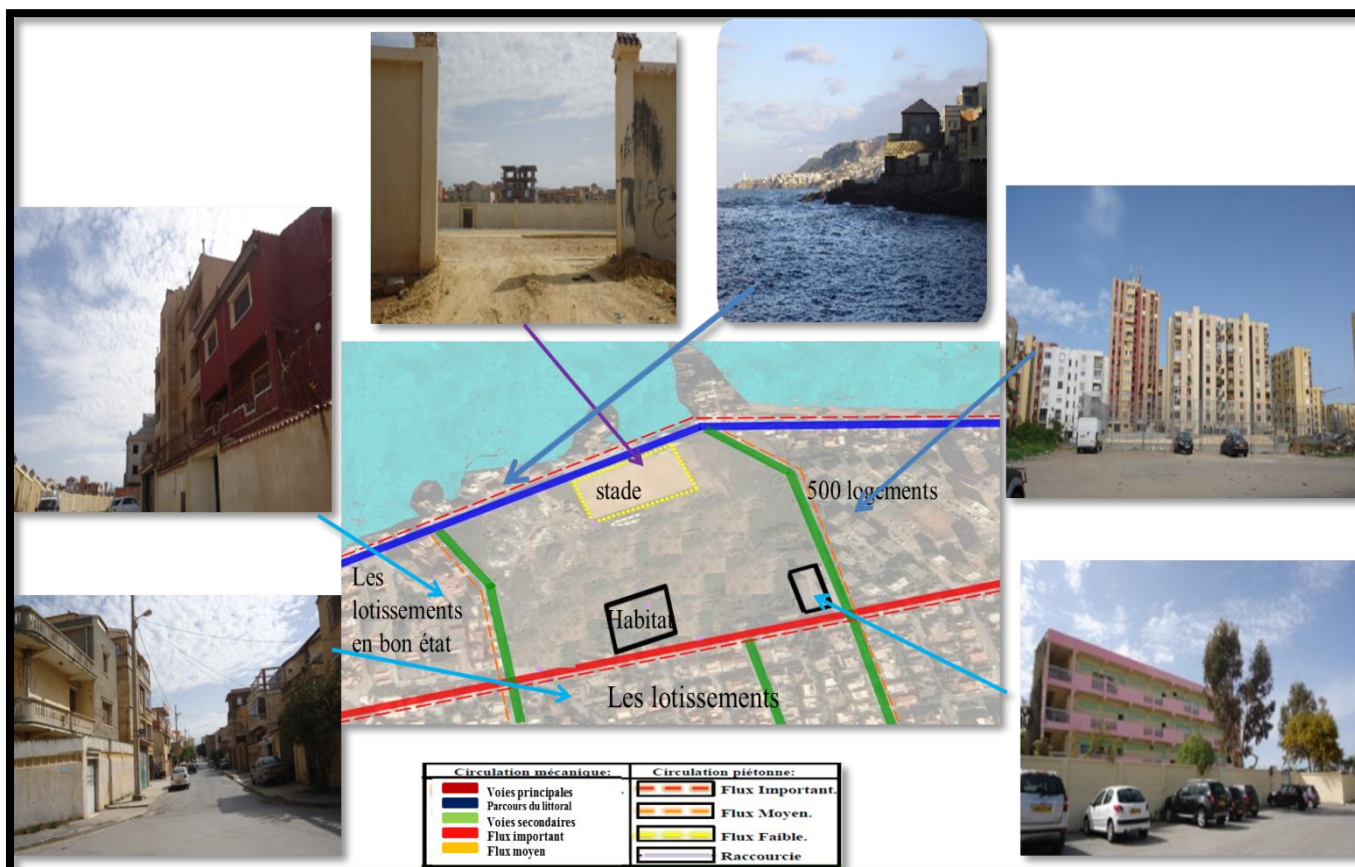 stade
500 logements
Les
lotissements
en bon état
Habitat
Les lotissements
Circulation mécanique:
Voies principales
Parcours du littoral
Voies secondaires
Flux important
Flux moyen
Circulation piétonne:
Flux Important.
Flux Moyen.
Flux Faible.
Raccourcie